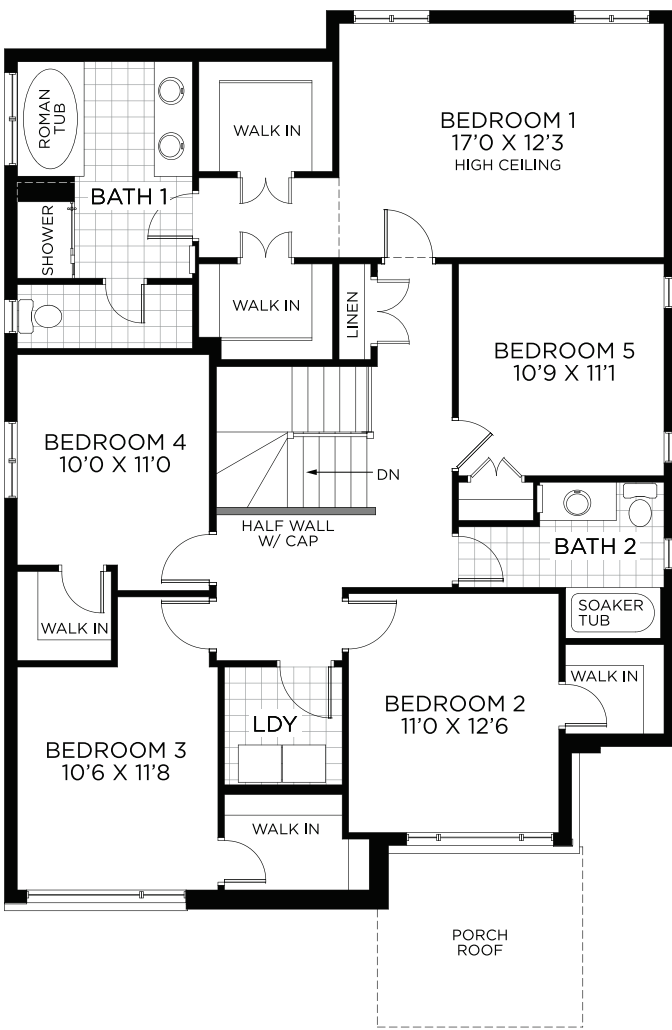 ROMAN
TUB
WALK IN
BEDROOM 1
17'0 X 12'3
HIGH CEILING
BATH 1
SHOWER
WALK IN
LINEN
BEDROOM 5
10'9 X 11'1
BEDROOM 4
10'0 X 11'0
DN
HALF WALL
W/ CAP
BATH 2
SOAKER
TUB
WALK IN
WALK IN
BEDROOM 2
11'0 X 12'6
LDY
BEDROOM 3
10'6 X 11'8
WALK IN
PORCH
ROOF